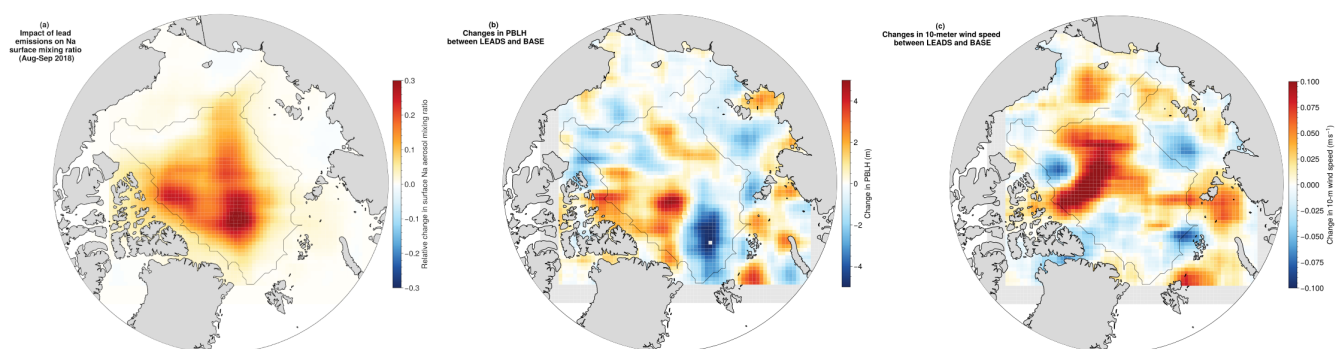 (a)
Impact of lead
emissions on Na
surface mixing ratio
(Aug-Sep 2018)
0.3
0.2
0.1
0.0
-0.1
-0.2
-0.3
Relative change in surface Na aerosol mixing ratio
(b)
Changes in PBLH
between LEADS and BASE
4
2
0
-2
-4
Change in PBLH (m)
(c)
Changes in 10-meter wind speed
between LEADS and BASE
0.100
0.075
0.050
0.025
0.000
-0.025
-0.050
-0.075
-0.100
Change in 10-m wind speed (ms⁻¹)